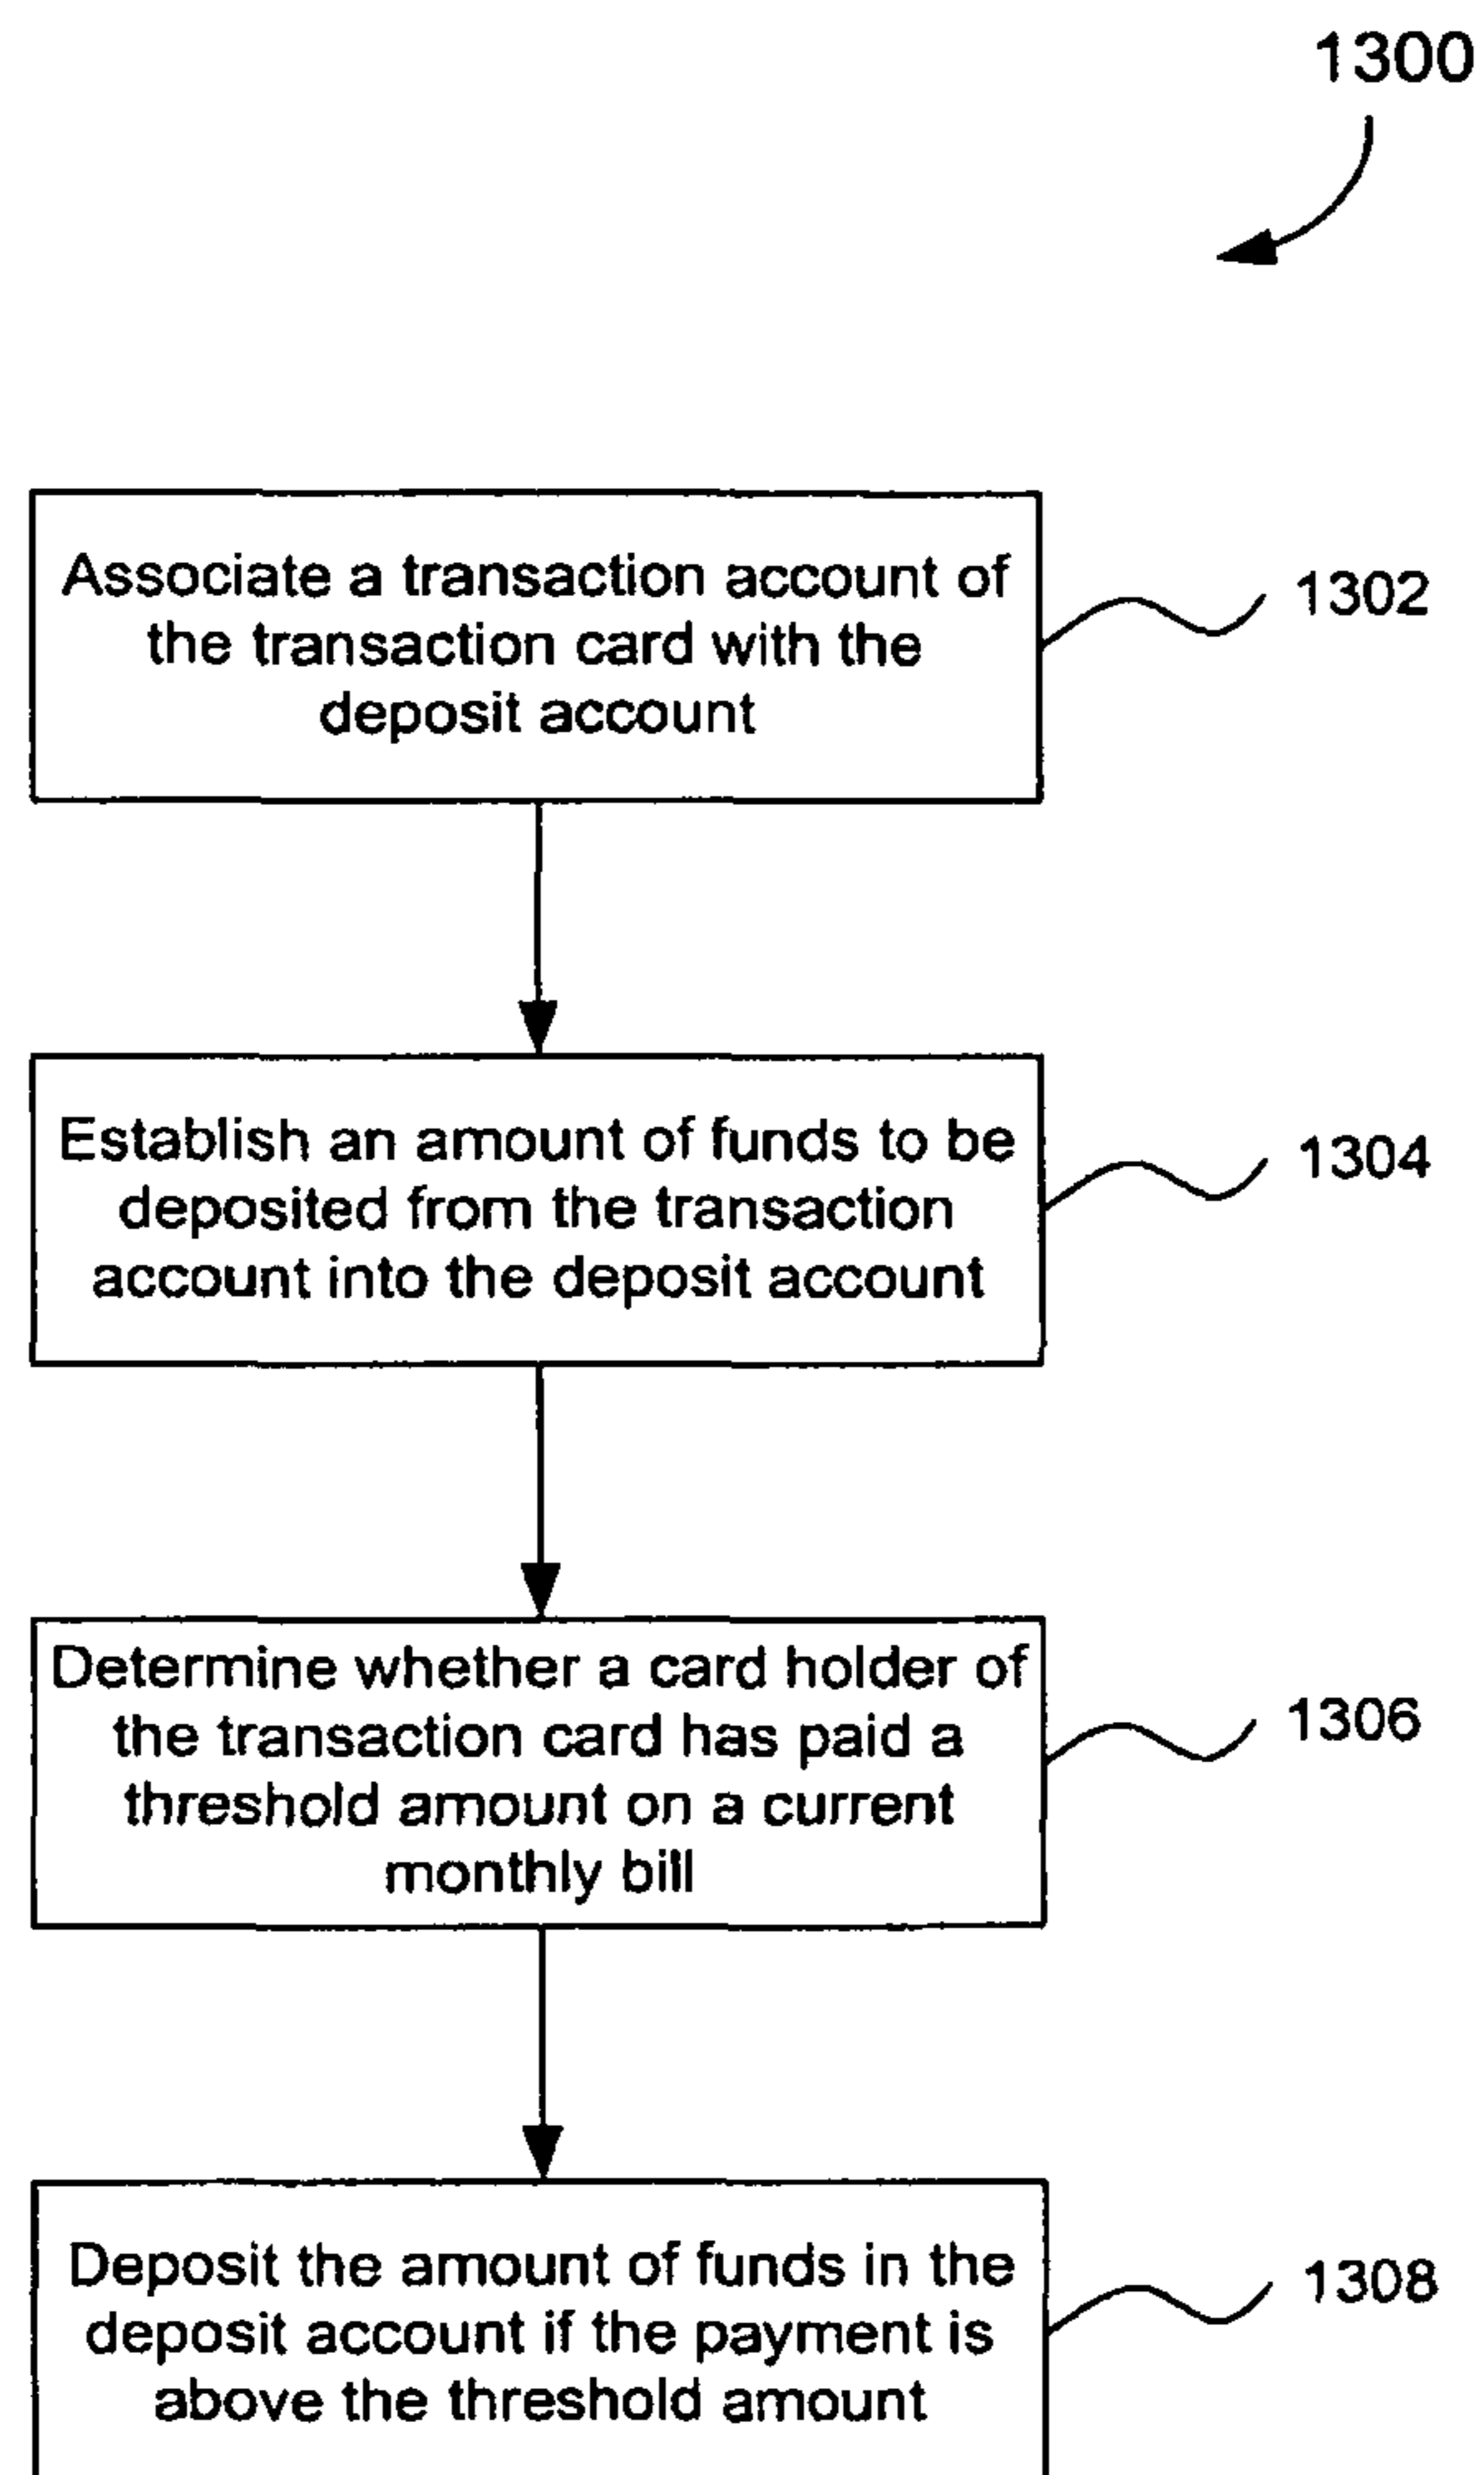 1300
Associate a transaction account of
the transaction card with the
deposit account
1302
Establish an amount of funds to be
deposited from the transaction
account into the deposit account
1304
Determine whether a card holder of
the transaction card has paid a
threshold amount on a current
monthly bill
1306
Deposit the amount of funds in the
deposit account if the payment is
above the threshold amount
1308